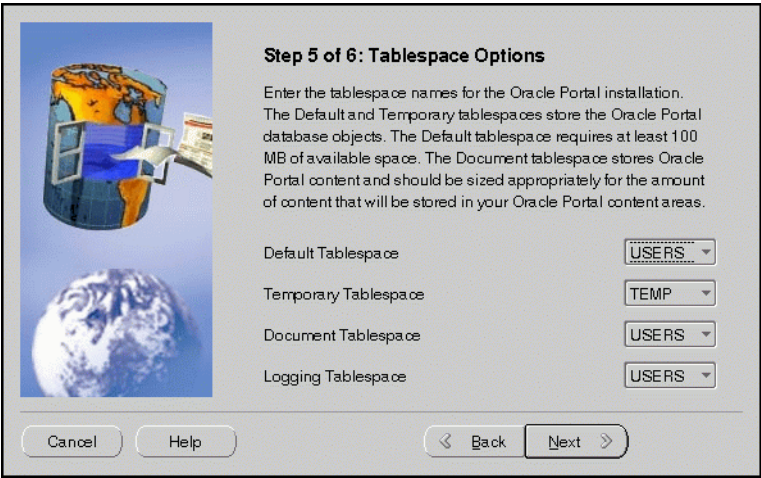 Step 5 of 6: Tablespace Options
Enter the tablespace names for the Oracle Portal installation.
The Default and Temporary tablespaces store the Oracle Portal
database objects. The Default tablespace requires at least 100
MB of available space. The Document tablespace stores Oracle
Portal content and should be sized appropriately for the amount
of content that will be stored in your Oracle Portal content areas.
Default Tablespace USERS
Temporary Tablespace TEMP
Document Tablespace USERS
Logging Tablespace USERS
Cancel Help Back Next